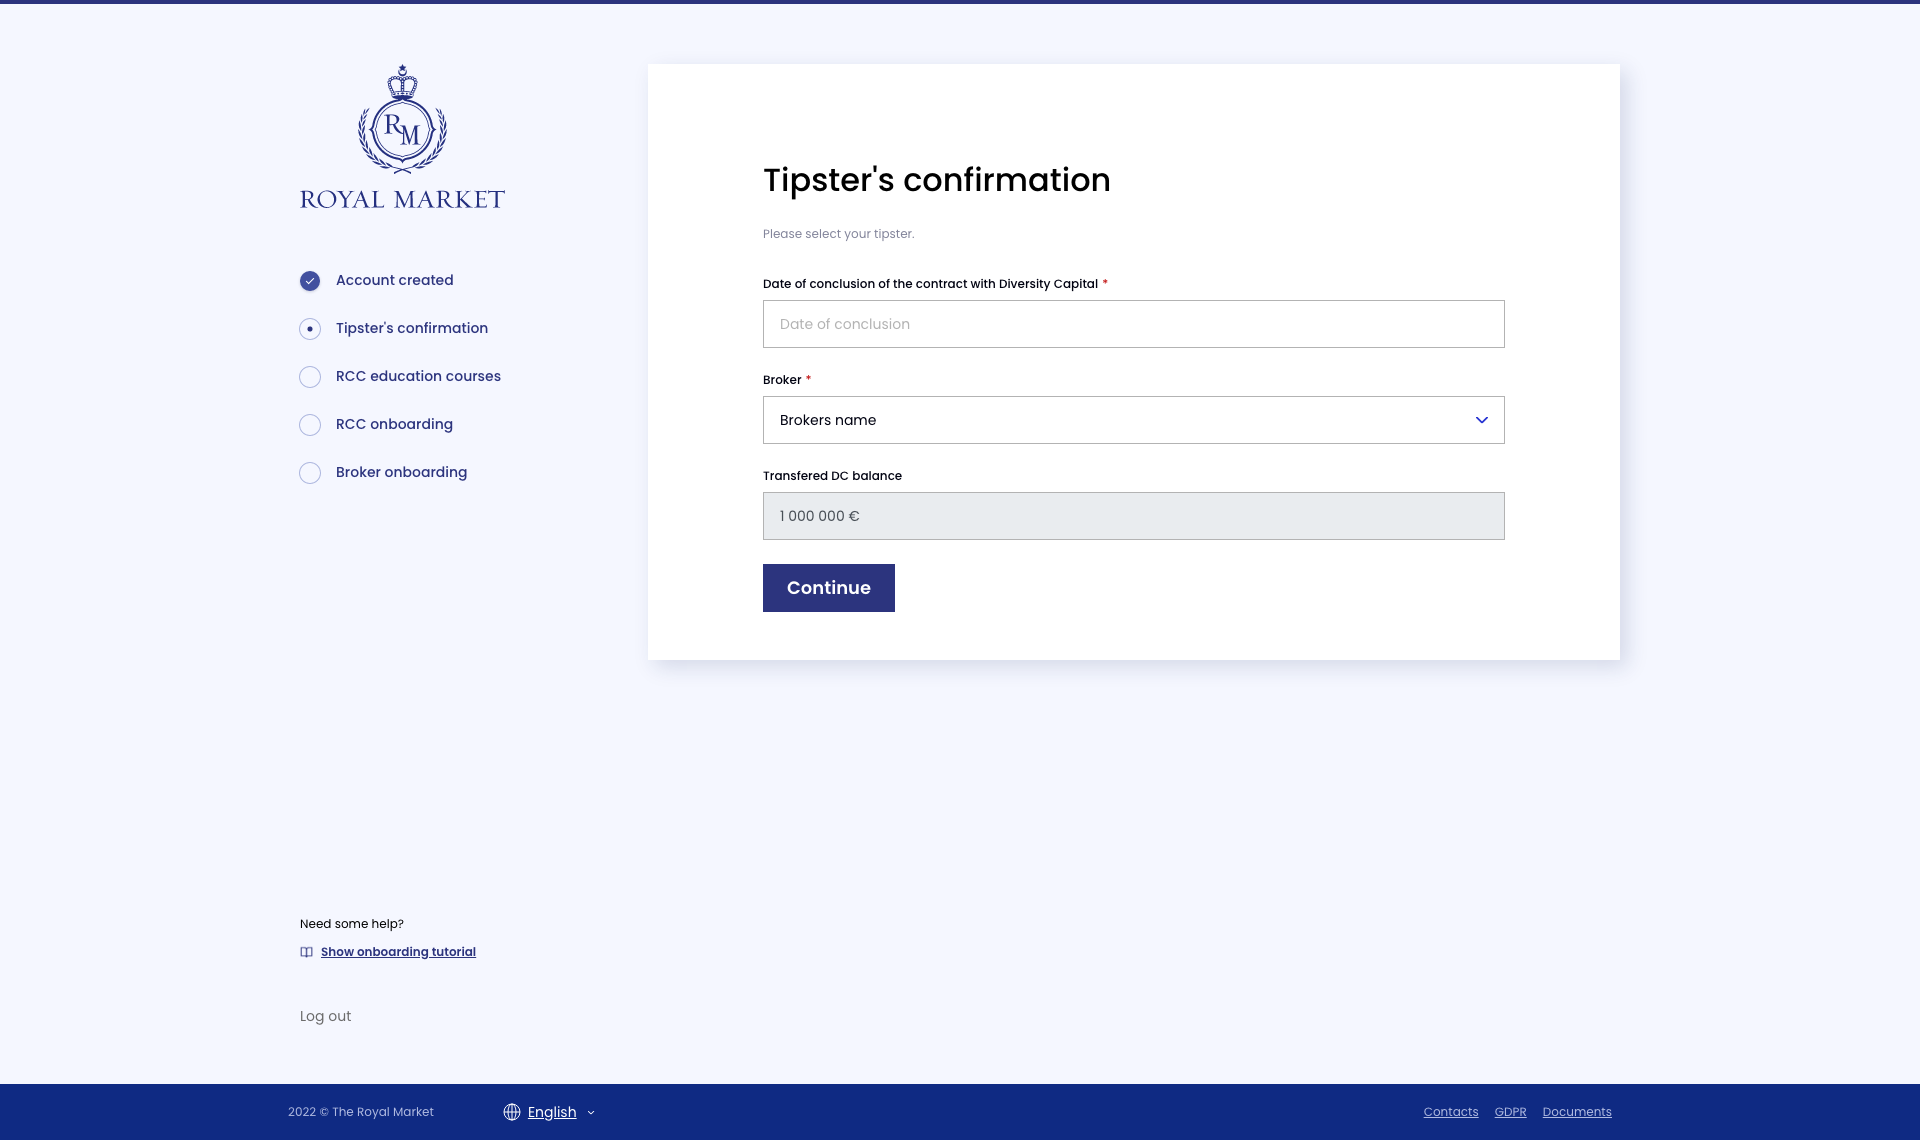 RM
ROYAL MARKET
Account created
Tipster's confirmation
RCC education courses
RCC onboarding
Broker onboarding
Tipster's confirmation
Please select your tipster.
Date of conclusion of the contract with Diversity Capital *
Date of conclusion
Broker *
Brokers name
Transfered DC balance
1 000 000 €
Continue
Need some help?
Show onboarding tutorial
Log out
2022 © The Royal Market
English
Contacts GDPR Documents